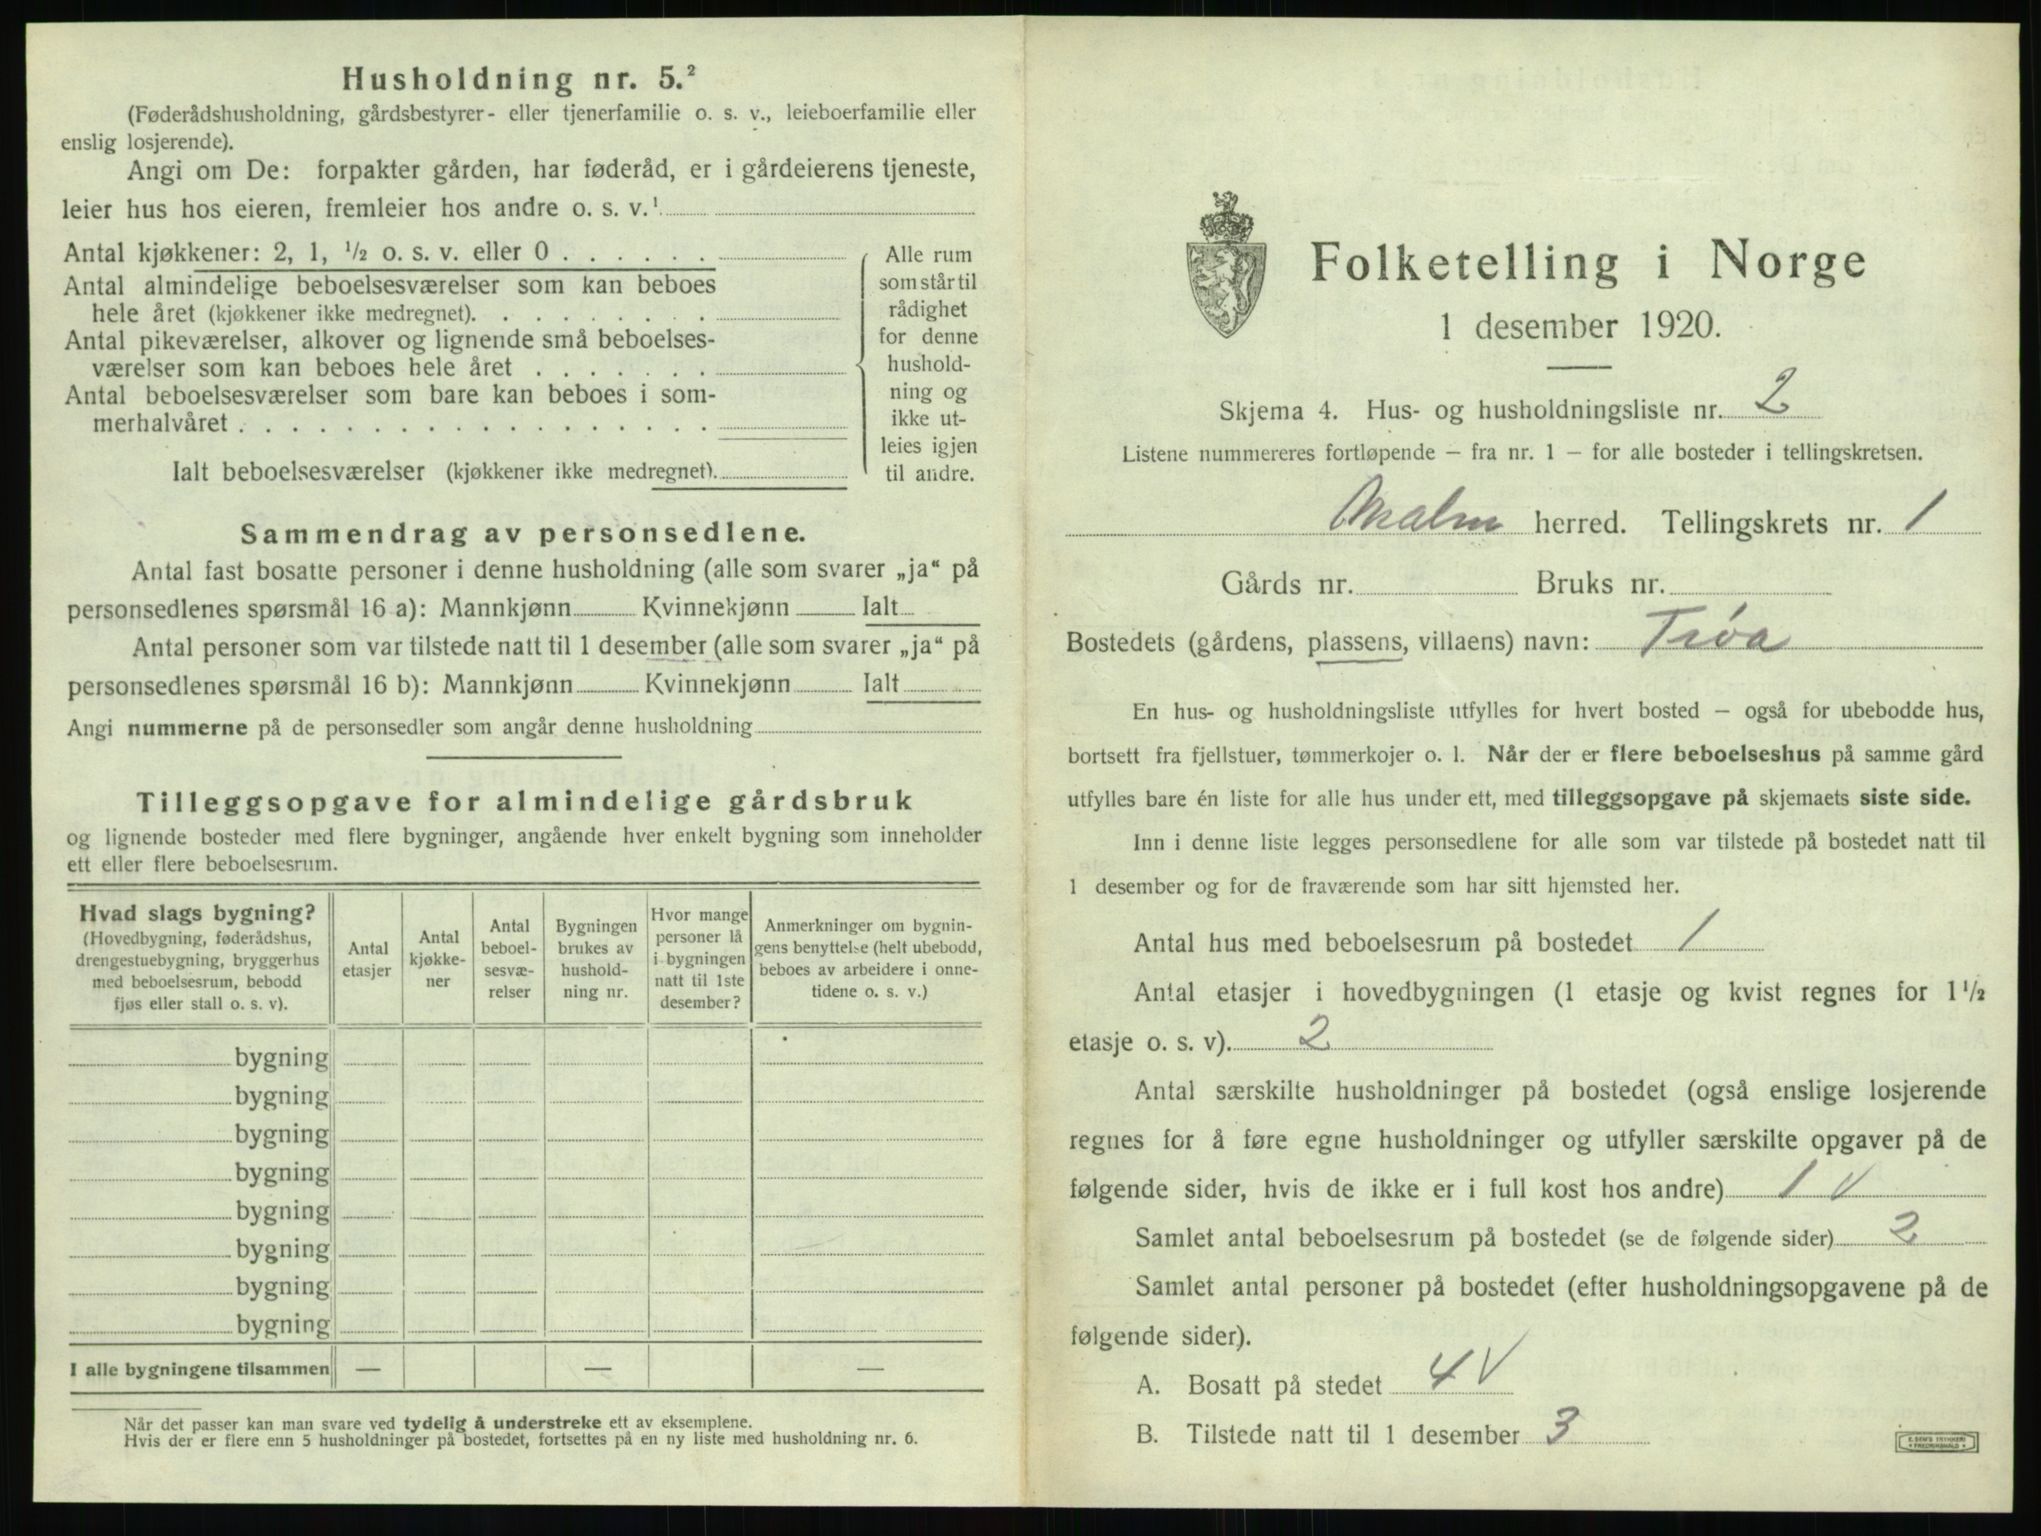 Husholdning nr. 5.²
(Føderådshusholdning, gårdsbestyrer- eller tjenerfamilie o. s. v., leieboerfamilie eller
enslig losjerende).
Angi om De: forpakter gården, har føderåd, er i gårdeierens tjeneste,
leier hus hos eieren, fremleier hos andre o. s. v.¹
Antal kjøkkener: 2, 1, ½ o. s. v. eller 0 . . . . . .
Antal almindelige beboelsesværelser som kan beboes
hele året (kjøkkener ikke medregnet). . . . . . . . .
Antal pikeværelser, alkover og lignende små beboelses-
værelser som kan beboes hele året . . . . . . .
Antal beboelsesværelser som bare kan beboes i som-
merhalvåret . . . . . . . . . . . . . . . . . .
Ialt beboelsesværelser (kjøkkener ikke medregnet).
Alle rum
som står til
rådighet
for denne
hushold-
ning og
ikke ut-
leies igjen
til andre.
Sammendrag av personsedlene.
Antal fast bosatte personer i denne husholdning (alle som svarer „ja“ på
personsedlenes spørsmål 16 a): Mannkjønn Kvinnekjønn Ialt
Antal personer som var tilstede natt til 1 desember (alle som svarer „ja“ på
personsedlenes spørsmål 16 b): Mannkjønn Kvinnekjønn Ialt
Angi nummerne på de personsedler som angår denne husholdning
Tilleggsopgave for almindelige gårdsbruk
og lignende bosteder med flere bygninger, angående hver enkelt bygning som inneholder
ett eller flere beboelsesrum.
Hvad slags bygning?
(Hovedbygning, føderådshus,
drengestuebygning, bryggerhus
med beboelsesrum, bebodd
fjøs eller stall o. s. v).
Antal
etasjer
Antal
kjøkke-
ner
Antal
beboel-
sesvæ-
relser
Bygningen
brukes av
hushold-
ning nr.
Hvor mange
personer lå
i bygningen
natt til 1ste
desember?
Anmerkninger om bygnin-
gens benyttelse (helt ubebodd,
beboes av arbeidere i onne-
tidene o. s. v.)
bygning
bygning
bygning
bygning
bygning
bygning
bygning
bygning
I alle bygningene tilsammen — — —
Når det passer kan man svare ved tydelig å understreke ett av eksemplene.
Hvis der er flere enn 5 husholdninger på bostedet, fortsettes på en ny liste med husholdning nr. 6.
Folketelling i Norge
1 desember 1920.
Skjema 4. Hus- og husholdningsliste nr. 2
Listene nummereres fortløpende – fra nr. 1 – for alle bosteder i tellingskretsen.
Malm herred. Tellingskrets nr. 1
Gårds nr. Bruks nr.
Bostedets (gårdens, plassens, villaens) navn: Trøa
En hus- og husholdningsliste utfylles for hvert bosted – også for ubebodde hus,
bortsett fra fjellstuer, tømmerkojer o. l. Når der er flere beboelseshus på samme gård
utfylles bare én liste for alle hus under ett, med tilleggsopgave på skjemaets siste side.
Inn i denne liste legges personsedlene for alle som var tilstede på bostedet natt til
1 desember og for de fraværende som har sitt hjemsted her.
Antal hus med beboelsesrum på bostedet 1
Antal etasjer i hovedbygningen (1 etasje og kvist regnes for 1½
etasje o. s. v). 2
Antal særskilte husholdninger på bostedet (også enslige losjerende
regnes for å føre egne husholdninger og utfyller særskilte opgaver på de
følgende sider, hvis de ikke er i full kost hos andre) 1 V
Samlet antal beboelsesrum på bostedet (se de følgende sider) 2
Samlet antal personer på bostedet (efter husholdningsopgavene på de
følgende sider).
A. Bosatt på stedet 4 V
B. Tilstede natt til 1 desember 3